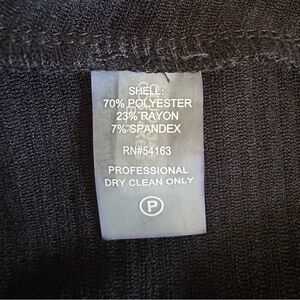 SHELL:
70% POLYESTER
23% RAYON
7% SPANDEX
RN#54163
PROFESSIONAL
DRY CLEAN ONLY
P